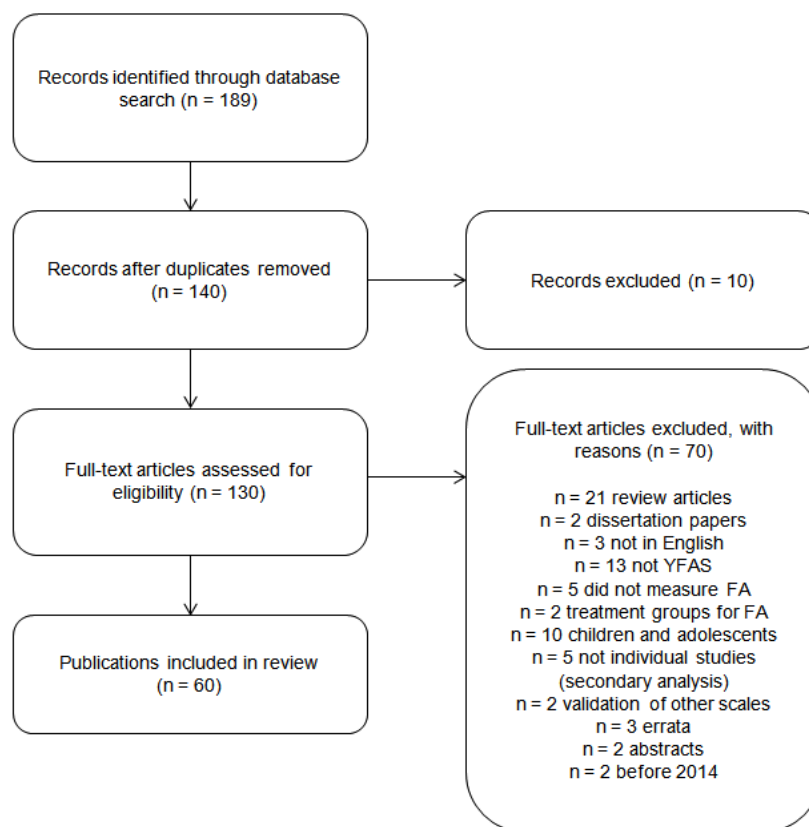 Records identified through database
search (n = 189)
Records after duplicates removed
(n = 140)
Records excluded (n = 10)
Full-text articles assessed for
eligibility (n = 130)
Full-text articles excluded, with
reasons (n = 70)
n = 21 review articles
n = 2 dissertation papers
n = 3 not in English
n = 13 not YFAS
n = 5 did not measure FA
n = 2 treatment groups for FA
n = 10 children and adolescents
n = 5 not individual studies
(secondary analysis)
n = 2 validation of other scales
n = 3 errata
n = 2 abstracts
n = 2 before 2014
Publications included in review
(n = 60)